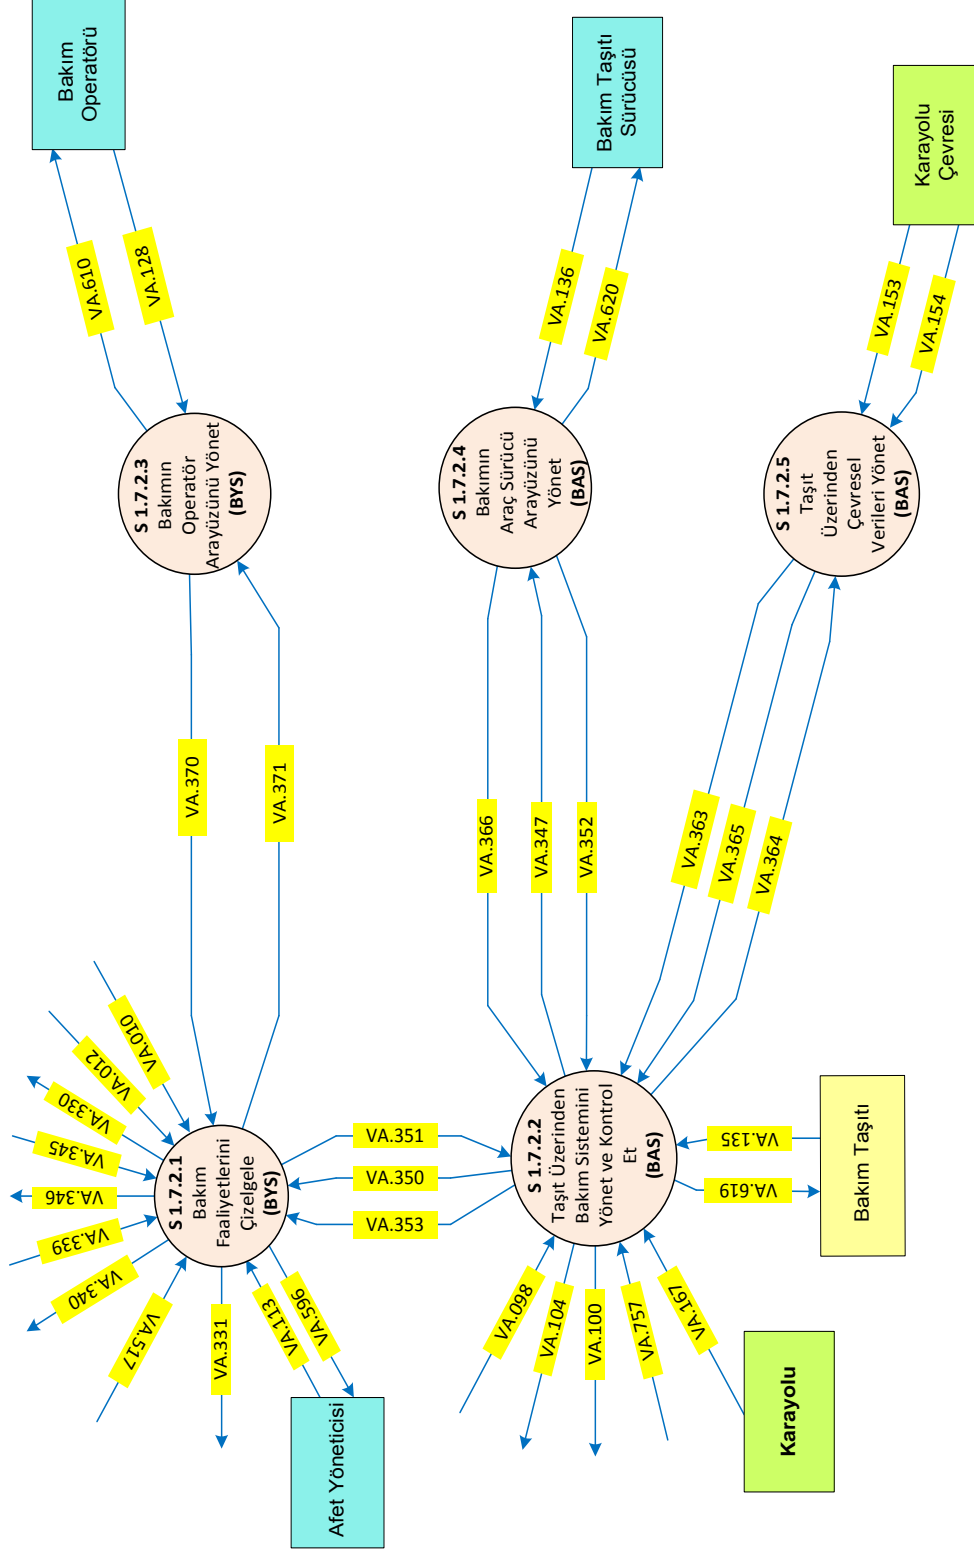 Bakım
Operatörü
VA.610
VA.128
S 1.7.2.3
Bakımın
Operatör
Arayüzünü Yönet
(BYS)
VA.370
VA.371
VA.010
VA.012
VA.330
VA.345
VA.346
VA.339
VA.340
VA.517
VA.331
VA.113
VA.596
S 1.7.2.1
Bakım
Faaliyetlerini
Çizelgele
(BYS)
Afet Yöneticisi
VA.351
VA.350
VA.353
Bakım Taşıtı
Sürücüsü
VA.136
VA.620
S 1.7.2.4
Bakımın
Araç Sürücü
Arayüzünü
Yönet
(BAS)
VA.366
VA.347
VA.352
S 1.7.2.2
Taşıt Üzerinden
Bakım Sistemini
Yönet ve Kontrol
Et
(BAS)
VA.098
VA.104
VA.100
VA.757
VA.167
Karayolu
Karayolu
Çevresi
VA.153
VA.154
S 1.7.2.5
Taşıt
Üzerinden
Çevresel
Verileri Yönet
(BAS)
VA.363
VA.365
VA.364
VA.135
VA.619
Bakım Taşıtı